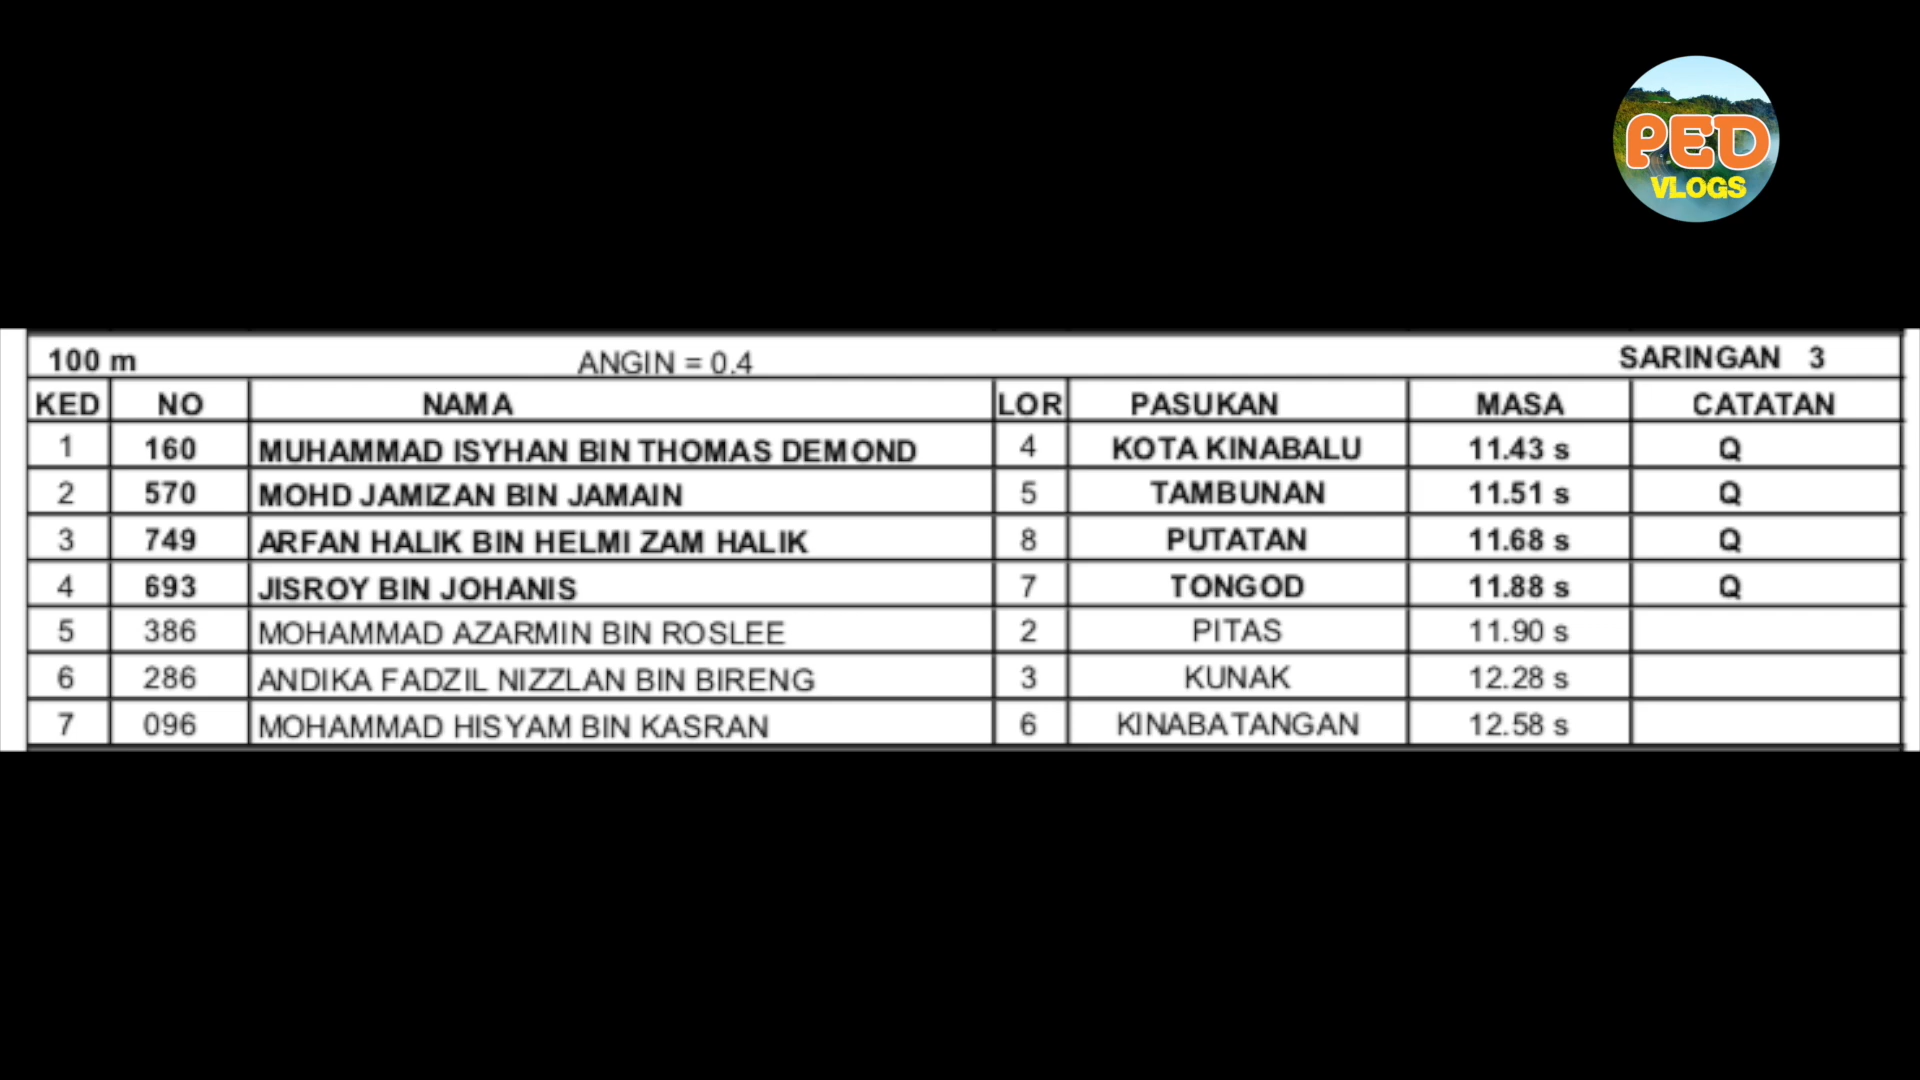 PED
VLOGS
100 m ANGIN = 0.4 SARINGAN 3
KED NO NAMA LOR PASUKAN MASA CATATAN
1 160 MUHAMMAD ISYHAN BIN THOMAS DEMOND 4 KOTA KINABALU 11.43 s Q
2 570 MOHD JAMIZAN BIN JAMAIN 5 TAMBUNAN 11.51 s Q
3 749 ARFAN HALIK BIN HELMI ZAM HALIK 8 PUTATAN 11.68 s Q
4 693 JISROY BIN JOHANIS 7 TONGOD 11.88 s Q
5 386 MOHAMMAD AZARMIN BIN ROSLEE 2 PITAS 11.90 s
6 286 ANDIKA FADZIL NIZZLAN BIN BIRENG 3 KUNAK 12.28 s
7 096 MOHAMMAD HISYAM BIN KASRAN 6 KINABATANGAN 12.58 s